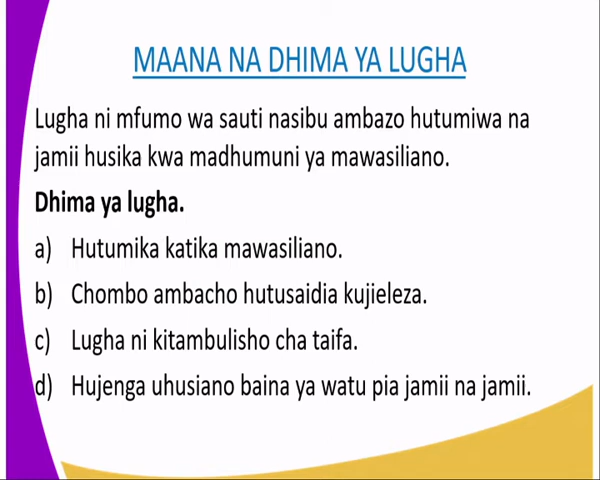 MAANA NA DHIMA YA LUGHA
Lugha ni mfumo wa sauti nasibu ambazo hutumiwa na
jamii husika kwa madhumuni ya mawasiliano.
Dhima ya lugha.
a) Hutumika katika mawasiliano.
b) Chombo ambacho hutusaidia kujieleza.
c) Lugha ni kitambulisho cha taifa.
d) Hujenga uhusiano baina ya watu pia jamii na jamii.